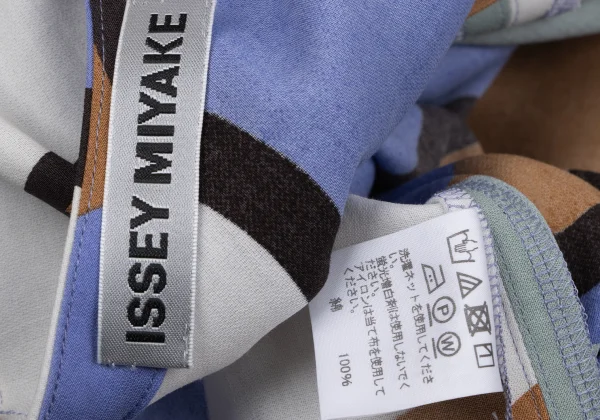 ISSEY MIYAKE
洗濯ネットを使用してくださ
い。
蛍光増白剤は使用しないでく
ださい。
アイロンは当て布を使用して
ください。
綿 100%